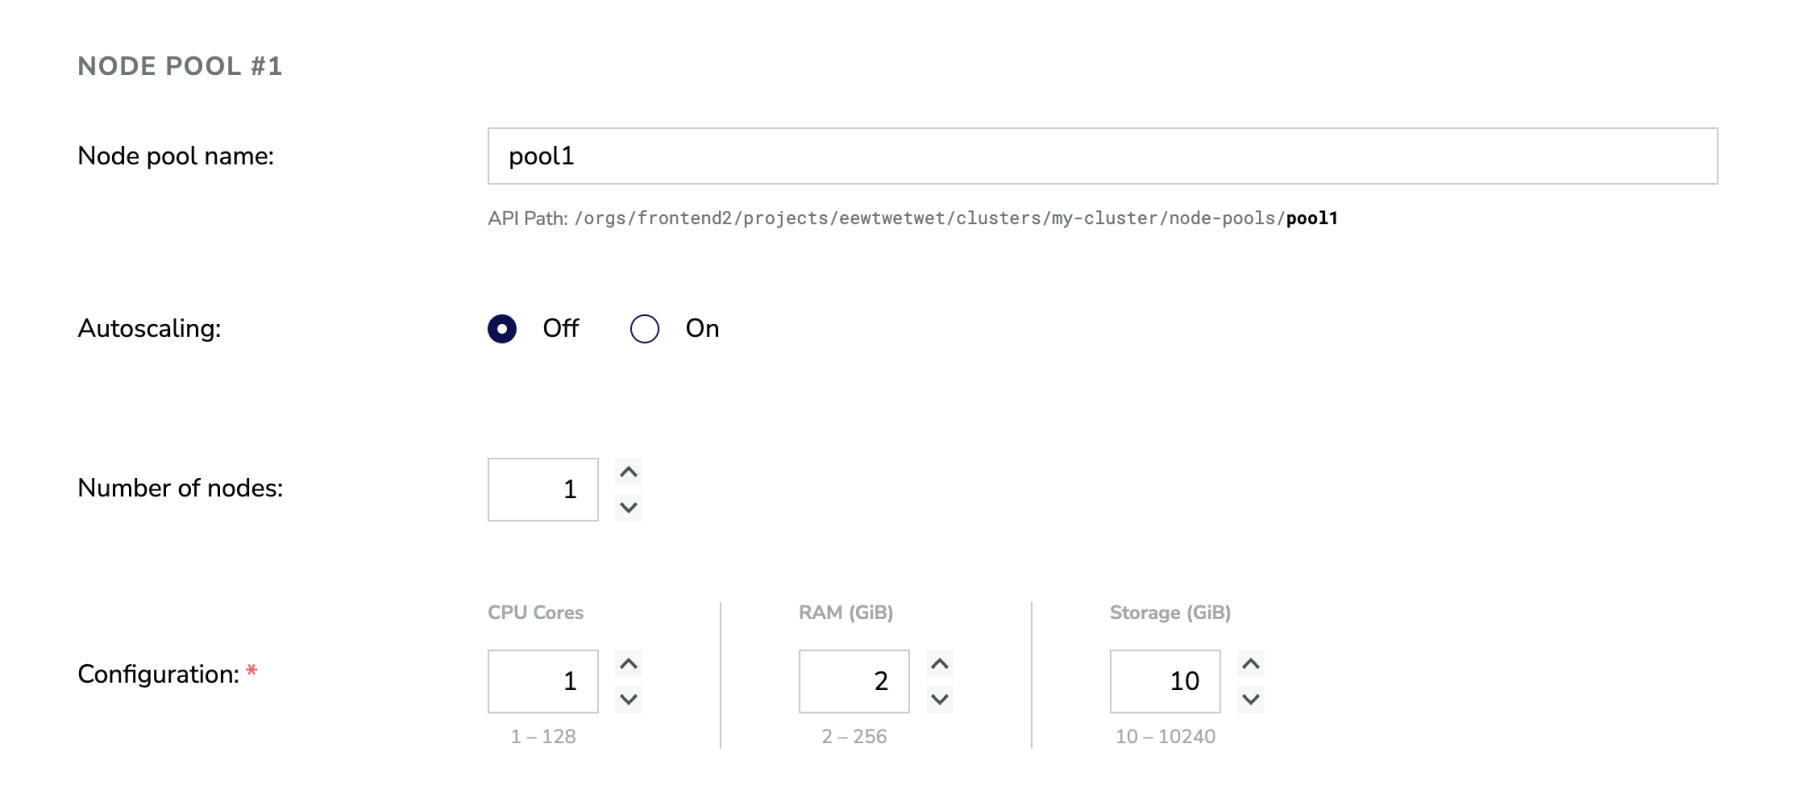 NODE POOL #1
Node pool name:
pool1
API Path: /orgs/frontend2/projects/eewtwetwet/clusters/my-cluster/node-pools/pool1
Autoscaling:
Off
On
Number of nodes:
1
Configuration: *
CPU Cores
1
1 – 128
RAM (GiB)
2
2 – 256
Storage (GiB)
10
10 – 10240